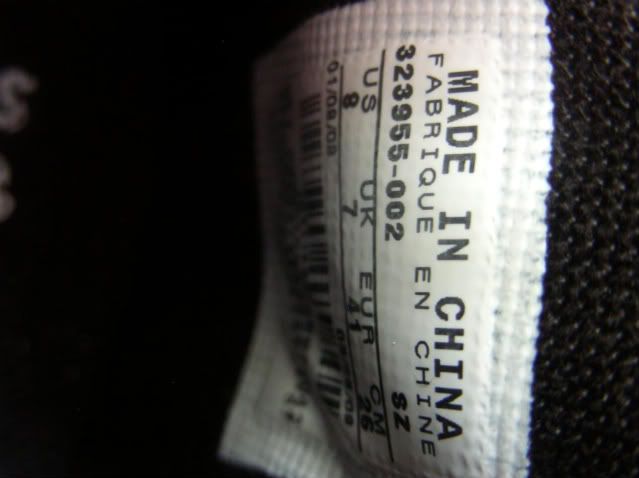 MADE IN CHINA
FABRIQUE EN CHINE
323955-002 SZ
US UK EUR CM
8 7 41 26
01/09/08